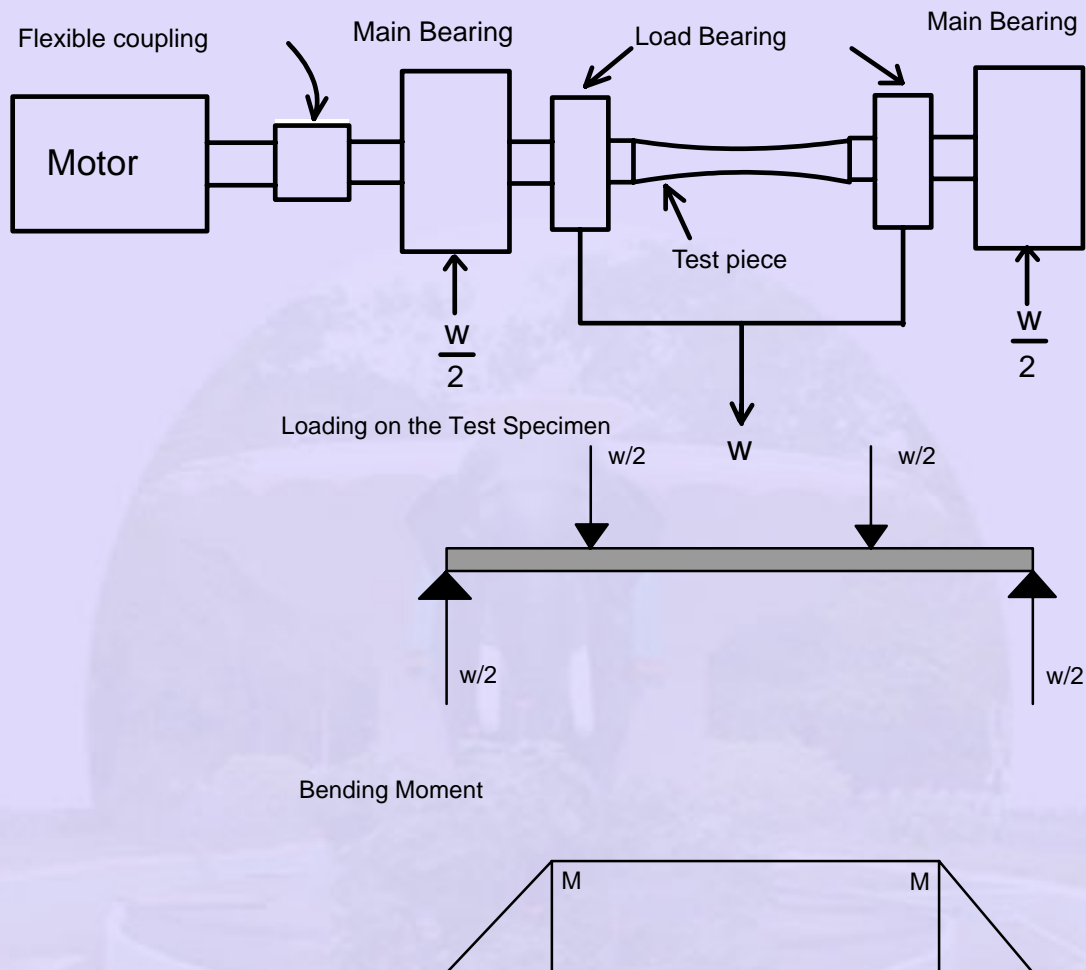 Flexible coupling
Main Bearing
Load Bearing
Main Bearing
Motor
Test piece
W
2
W
2
W
Loading on the Test Specimen
w/2
w/2
w/2
w/2
Bending Moment
M
M